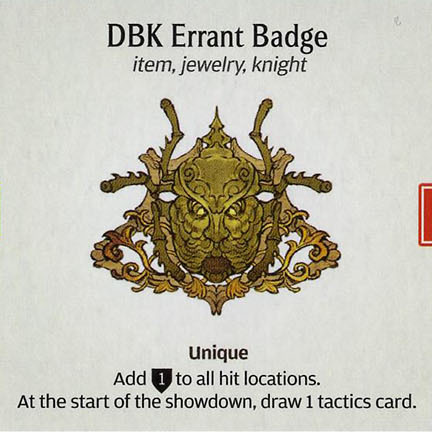 DBK Errant Badge
item, jewelry, knight
Unique
Add 1 to all hit locations.
At the start of the showdown, draw 1 tactics card.